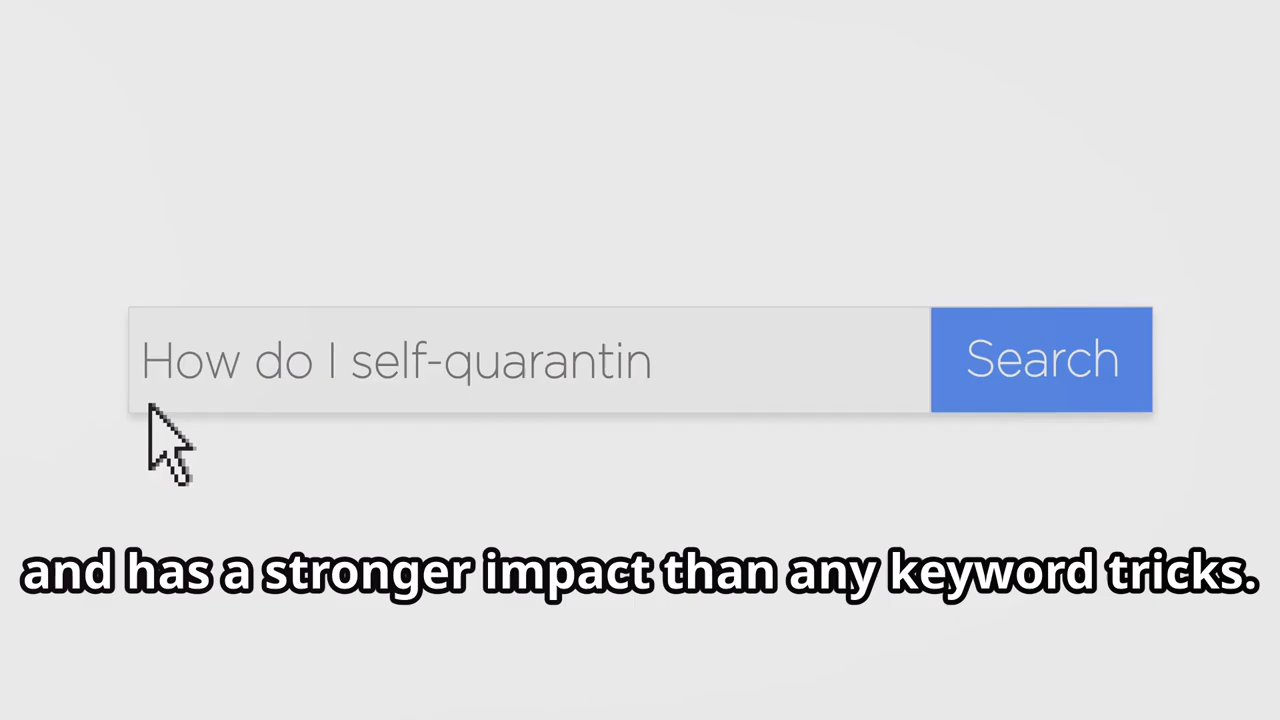 How do I self-quarantin
Search
and has a stronger impact than any keyword tricks.